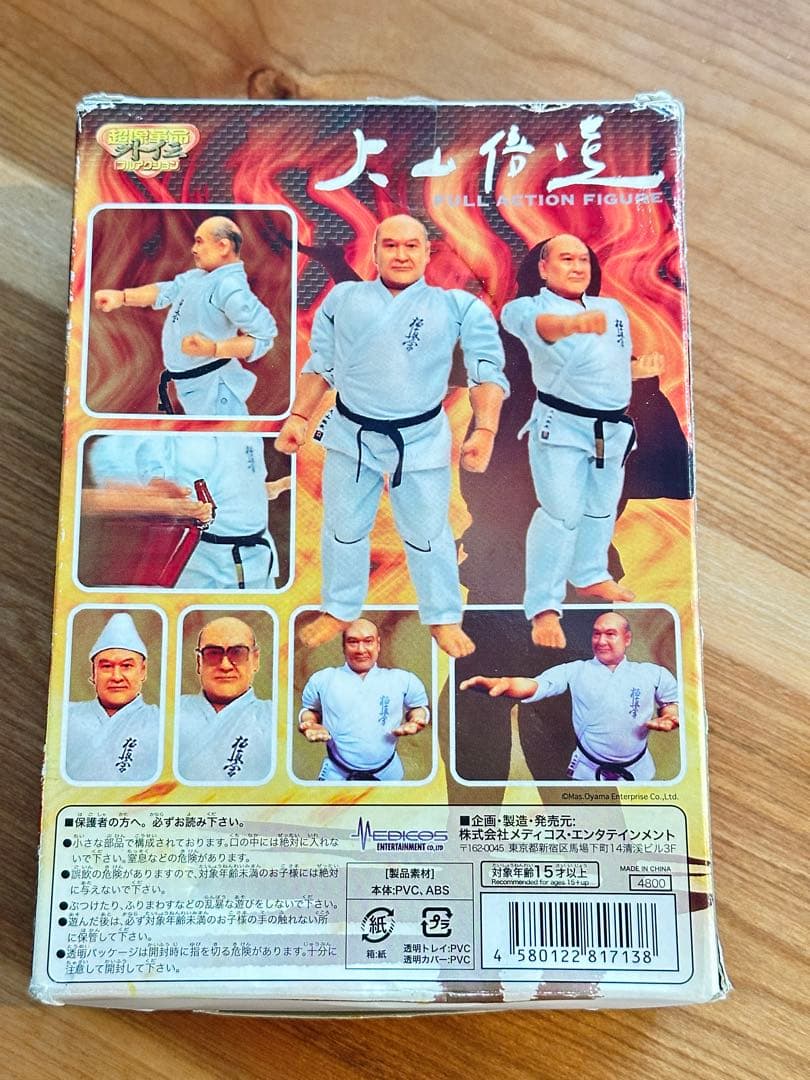 大山倍達
FULL ACTION FIGURE
フルアクション
極真会
極真会
極真会
極真会
極真会
極真会
©Mas.Oyama Enterprise Co.,Ltd.
■保護者の方へ。必ずお読み下さい。
●小さな部品で構成されております。口の中には絶対に入れな
いで下さい。窒息などの危険があります。
●誤飲の危険がありますので、対象年齢未満のお子様には絶対
に与えないで下さい。
●ぶつけたり、ふりまわすなどの乱暴な遊びをしないで下さい。
●遊んだ後は、必ず対象年齢未満のお子様の手の触れない所
に保管して下さい。
●透明パッケージは開封時に指を切る危険があります。十分に
注意して開封して下さい。
MEDICOS
ENTERTAINMENT CO,LTD
[製品素材]
本体:PVC、ABS
紙
箱:紙
プラ
透明トレイ:PVC
透明カバー:PVC
■企画・製造・発売元:
株式会社メディコス・エンタテインメント
〒162-0045 東京都新宿区馬場下町14清渓ビル3F
対象年齢15才以上
Recommended for ages 15+up
MADE IN CHINA
4800
4 580122 817138